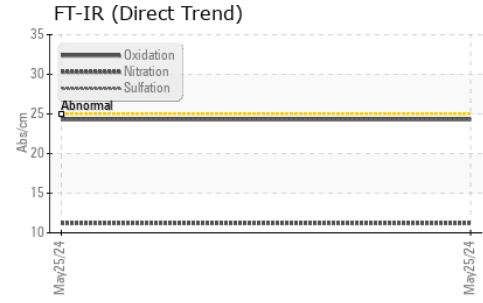 FT-IR (Direct Trend)
35
30
25
20
15
10
Abs/cm
Oxidation
Nitration
Sulfation
Abnormal
May25/24
May25/24